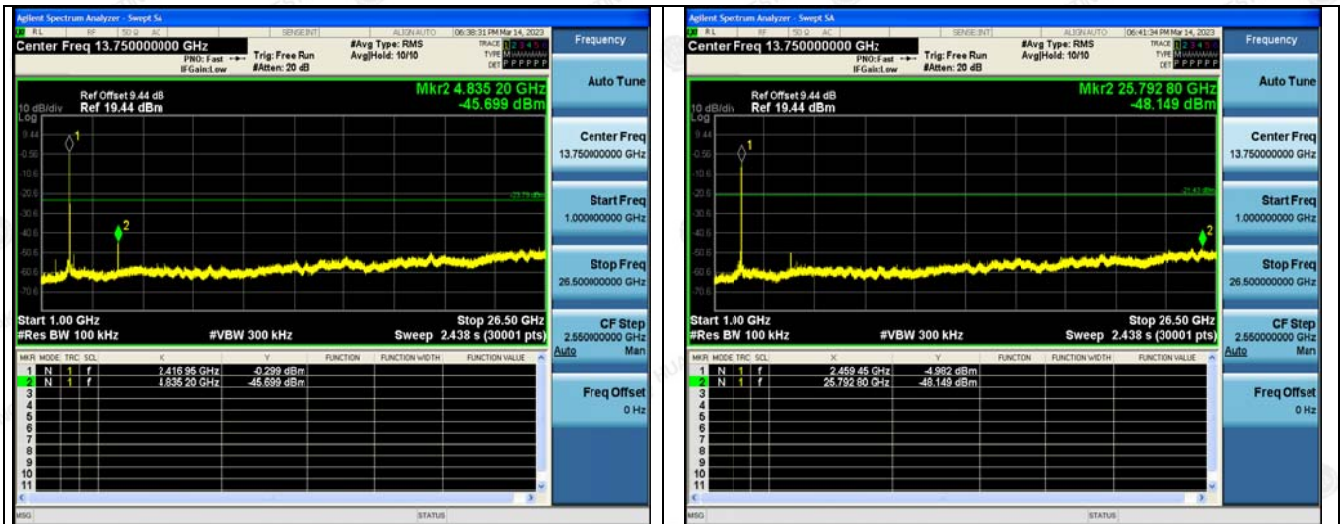 Agilent Spectrum Analyzer - Swept SA
RL RF 50 Ω AC SENSE:INT ALIGNAUTO 06:38:31 PM Mar 14, 2023
Center Freq 13.750000000 GHz
PNO: Fast
IFGain:Low
Trig: Free Run
#Atten: 20 dB
#Avg Type: RMS
Avg|Hold: 10/10
TRACE 1 2 3 4 5 6
TYPE M
DET P P P P P P
Mkr2 4.835 20 GHz
-45.699 dBm
Ref Offset 9.44 dB
10 dB/div Ref 19.44 dBm
Log
9.44
-0.56
-10.6
-20.6
-30.6
-40.6
-50.6
-60.6
-70.6
1
2
Start 1.00 GHz Stop 26.50 GHz
#Res BW 100 kHz #VBW 300 kHz Sweep 2.438 s (30001 pts)
MKR MODE TRC SCL X Y FUNCTION FUNCTION WIDTH FUNCTION VALUE
1 N 1 f 2.416 95 GHz -0.299 dBm
2 N 1 f 4.835 20 GHz -45.699 dBm
3
4
5
6
7
8
9
10
11
MSG STATUS
Frequency
Auto Tune
Center Freq
13.750000000 GHz
Start Freq
1.000000000 GHz
Stop Freq
26.500000000 GHz
CF Step
2.550000000 GHz
Auto Man
Freq Offset
0 Hz
Agilent Spectrum Analyzer - Swept SA
RL RF 50 Ω AC SENSE:INT ALIGNAUTO 06:41:34 PM Mar 14, 2023
Center Freq 13.750000000 GHz
PNO: Fast
IFGain:Low
Trig: Free Run
#Atten: 20 dB
#Avg Type: RMS
Avg|Hold: 10/10
TRACE 1 2 3 4 5 6
TYPE M
DET P P P P P P
Mkr2 25.792 80 GHz
-48.149 dBm
Ref Offset 9.44 dB
10 dB/div Ref 19.44 dBm
Log
9.44
-0.56
-10.6
-20.6
-30.6
-40.6
-50.6
-60.6
-70.6
1
2
Start 1.00 GHz Stop 26.50 GHz
#Res BW 100 kHz #VBW 300 kHz Sweep 2.438 s (30001 pts)
MKR MODE TRC SCL X Y FUNCTION FUNCTION WIDTH FUNCTION VALUE
1 N 1 f 2.459 45 GHz -4.982 dBm
2 N 1 f 25.792 80 GHz -48.149 dBm
3
4
5
6
7
8
9
10
11
MSG STATUS
Frequency
Auto Tune
Center Freq
13.750000000 GHz
Start Freq
1.000000000 GHz
Stop Freq
26.500000000 GHz
CF Step
2.550000000 GHz
Auto Man
Freq Offset
0 Hz